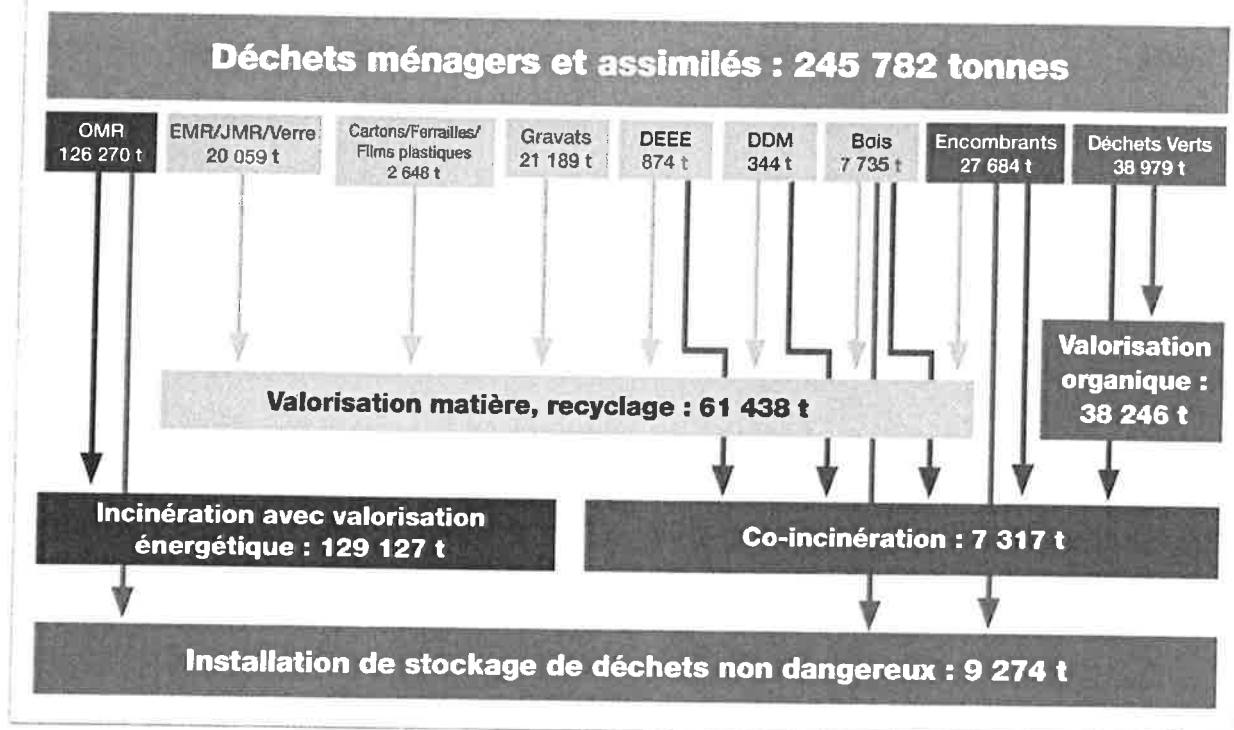 Déchets ménagers et assimilés : 245 782 tonnes
OMR
126 270 t
EMR/JMR/Verre
20 059 t
Cartons/Ferrailles/
Films plastiques
2 648 t
Gravats
21 189 t
DEEE
874 t
DDM
344 t
Bois
7 735 t
Encombrants
27 684 t
Déchets Verts
38 979 t
Valorisation
organique :
38 246 t
Valorisation matière, recyclage : 61 438 t
Incinération avec valorisation
énergétique : 129 127 t
Co-incinération : 7 317 t
Installation de stockage de déchets non dangereux : 9 274 t